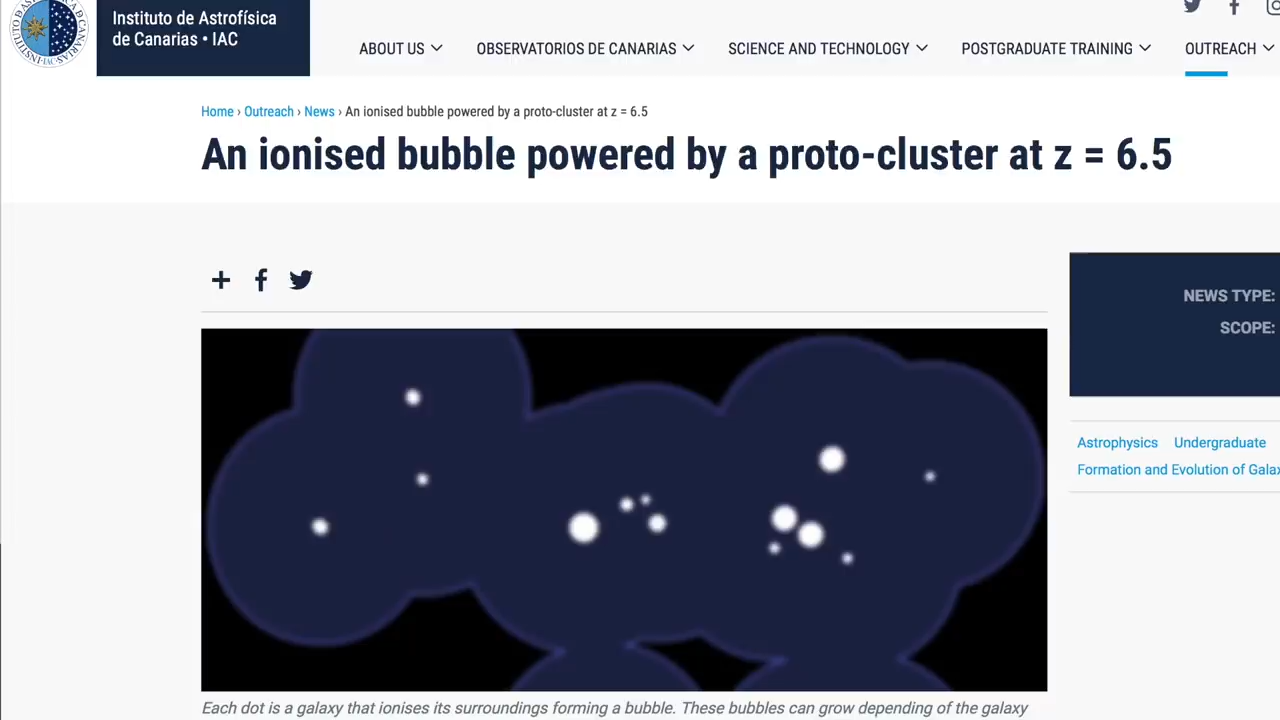 Instituto de Astrofísica
de Canarias • IAC
ABOUT US
OBSERVATORIOS DE CANARIAS
SCIENCE AND TECHNOLOGY
POSTGRADUATE TRAINING
OUTREACH
Home › Outreach › News › An ionised bubble powered by a proto-cluster at z = 6.5
An ionised bubble powered by a proto-cluster at z = 6.5
NEWS TYPE:
SCOPE:
Astrophysics Undergraduate
Formation and Evolution of
Each dot is a galaxy that ionises its surroundings forming a bubble. These bubbles can grow depending of the galaxy